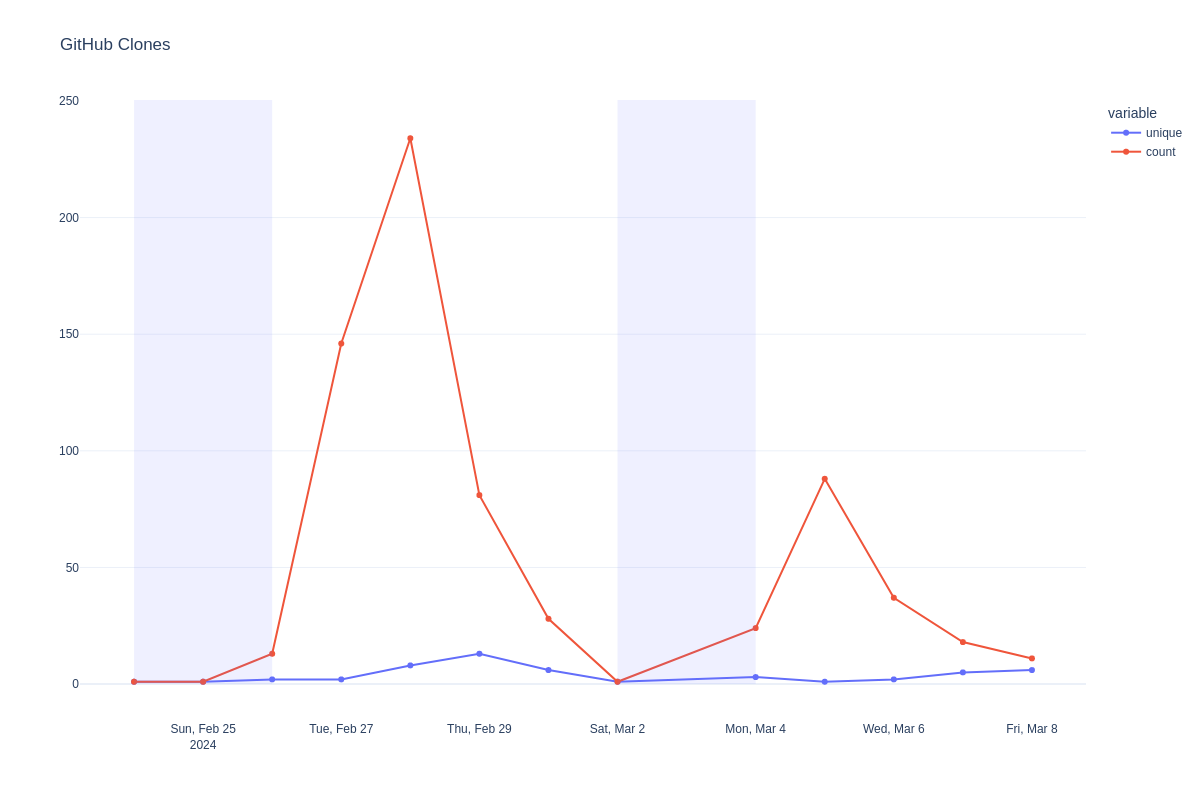 GitHub Clones
250
200
150
100
50
0
Sun, Feb 25
2024
Tue, Feb 27
Thu, Feb 29
Sat, Mar 2
Mon, Mar 4
Wed, Mar 6
Fri, Mar 8
variable
unique
count